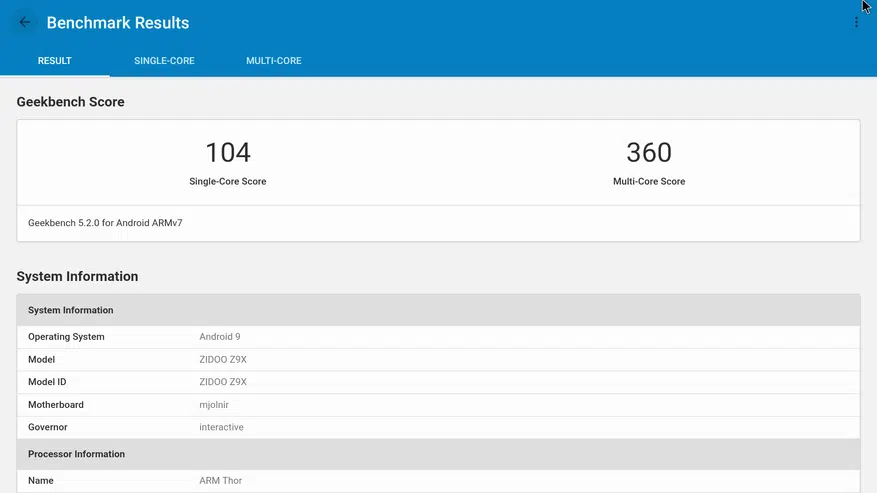 Benchmark Results
RESULT SINGLE-CORE MULTI-CORE
Geekbench Score
104 360
Single-Core Score Multi-Core Score
Geekbench 5.2.0 for Android ARMv7
System Information
System Information
Operating System Android 9
Model ZIDOO Z9X
Model ID ZIDOO Z9X
Motherboard mjolnir
Governor interactive
Processor Information
Name ARM Thor